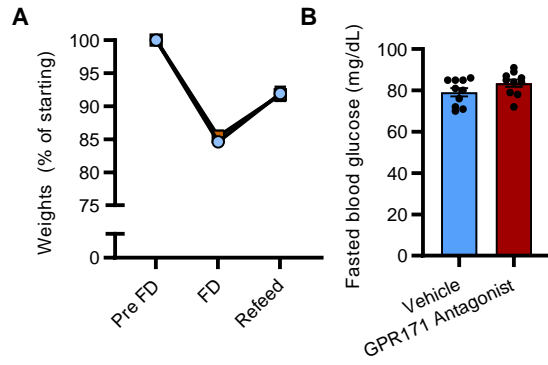 A
Weights (% of starting)
100
95
90
85
80
75
0
Pre FD
FD
Refeed
B
Fasted blood glucose (mg/dL)
100
80
60
40
20
0
Vehicle
GPR171 Antagonist